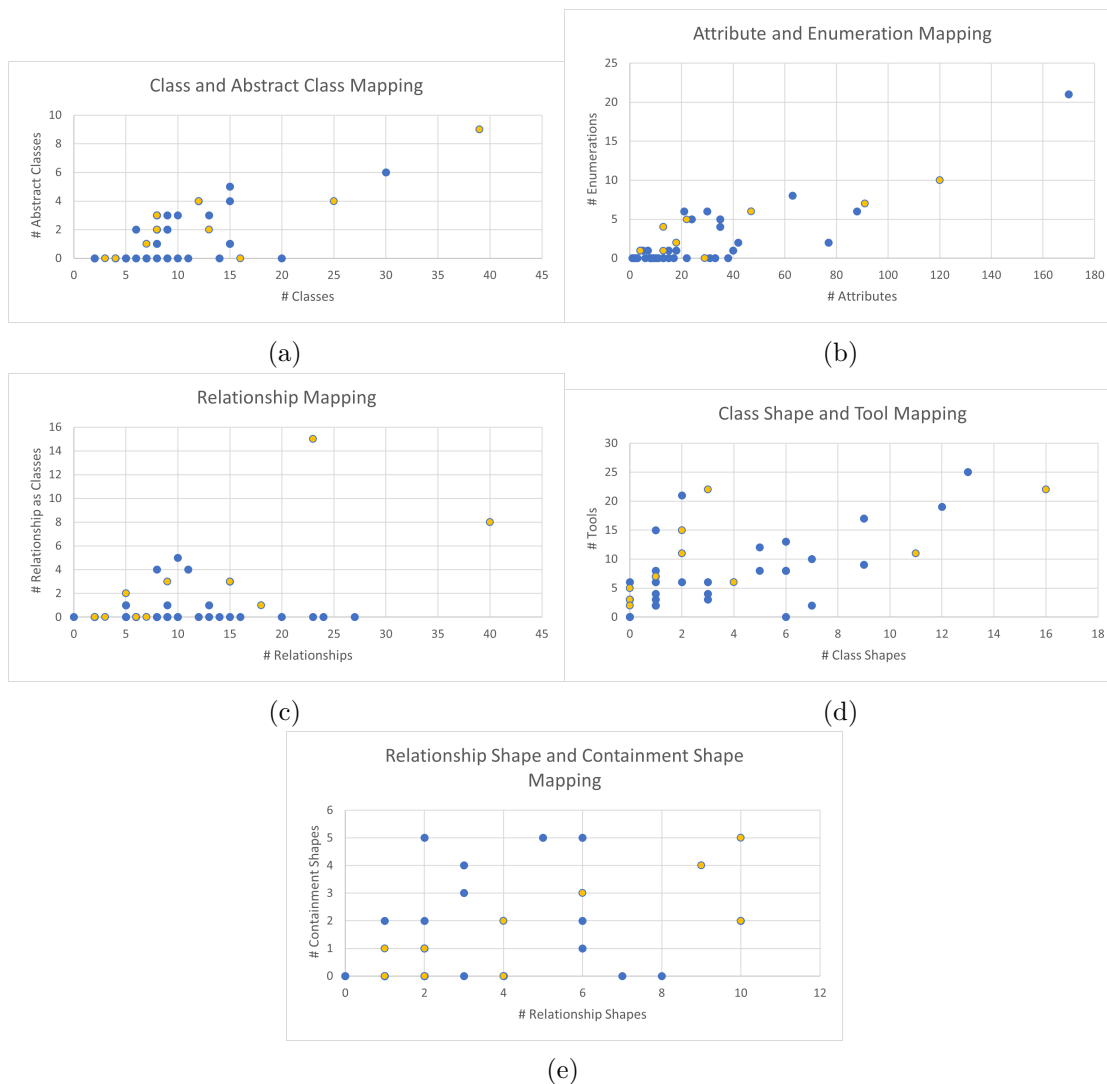 Class and Abstract Class Mapping
# Abstract Classes
10
8
6
4
2
0
0 5 10 15 20 25 30 35 40 45
# Classes
(a)
Attribute and Enumeration Mapping
# Enumerations
25
20
15
10
5
0
0 20 40 60 80 100 120 140 160 180
# Attributes
(b)
Relationship Mapping
# Relationship as Classes
16
14
12
10
8
6
4
2
0
0 5 10 15 20 25 30 35 40 45
# Relationships
(c)
Class Shape and Tool Mapping
# Tools
30
25
20
15
10
5
0
0 2 4 6 8 10 12 14 16 18
# Class Shapes
(d)
Relationship Shape and Containment Shape
Mapping
# Containment Shapes
6
5
4
3
2
1
0
0 2 4 6 8 10 12
# Relationship Shapes
(e)